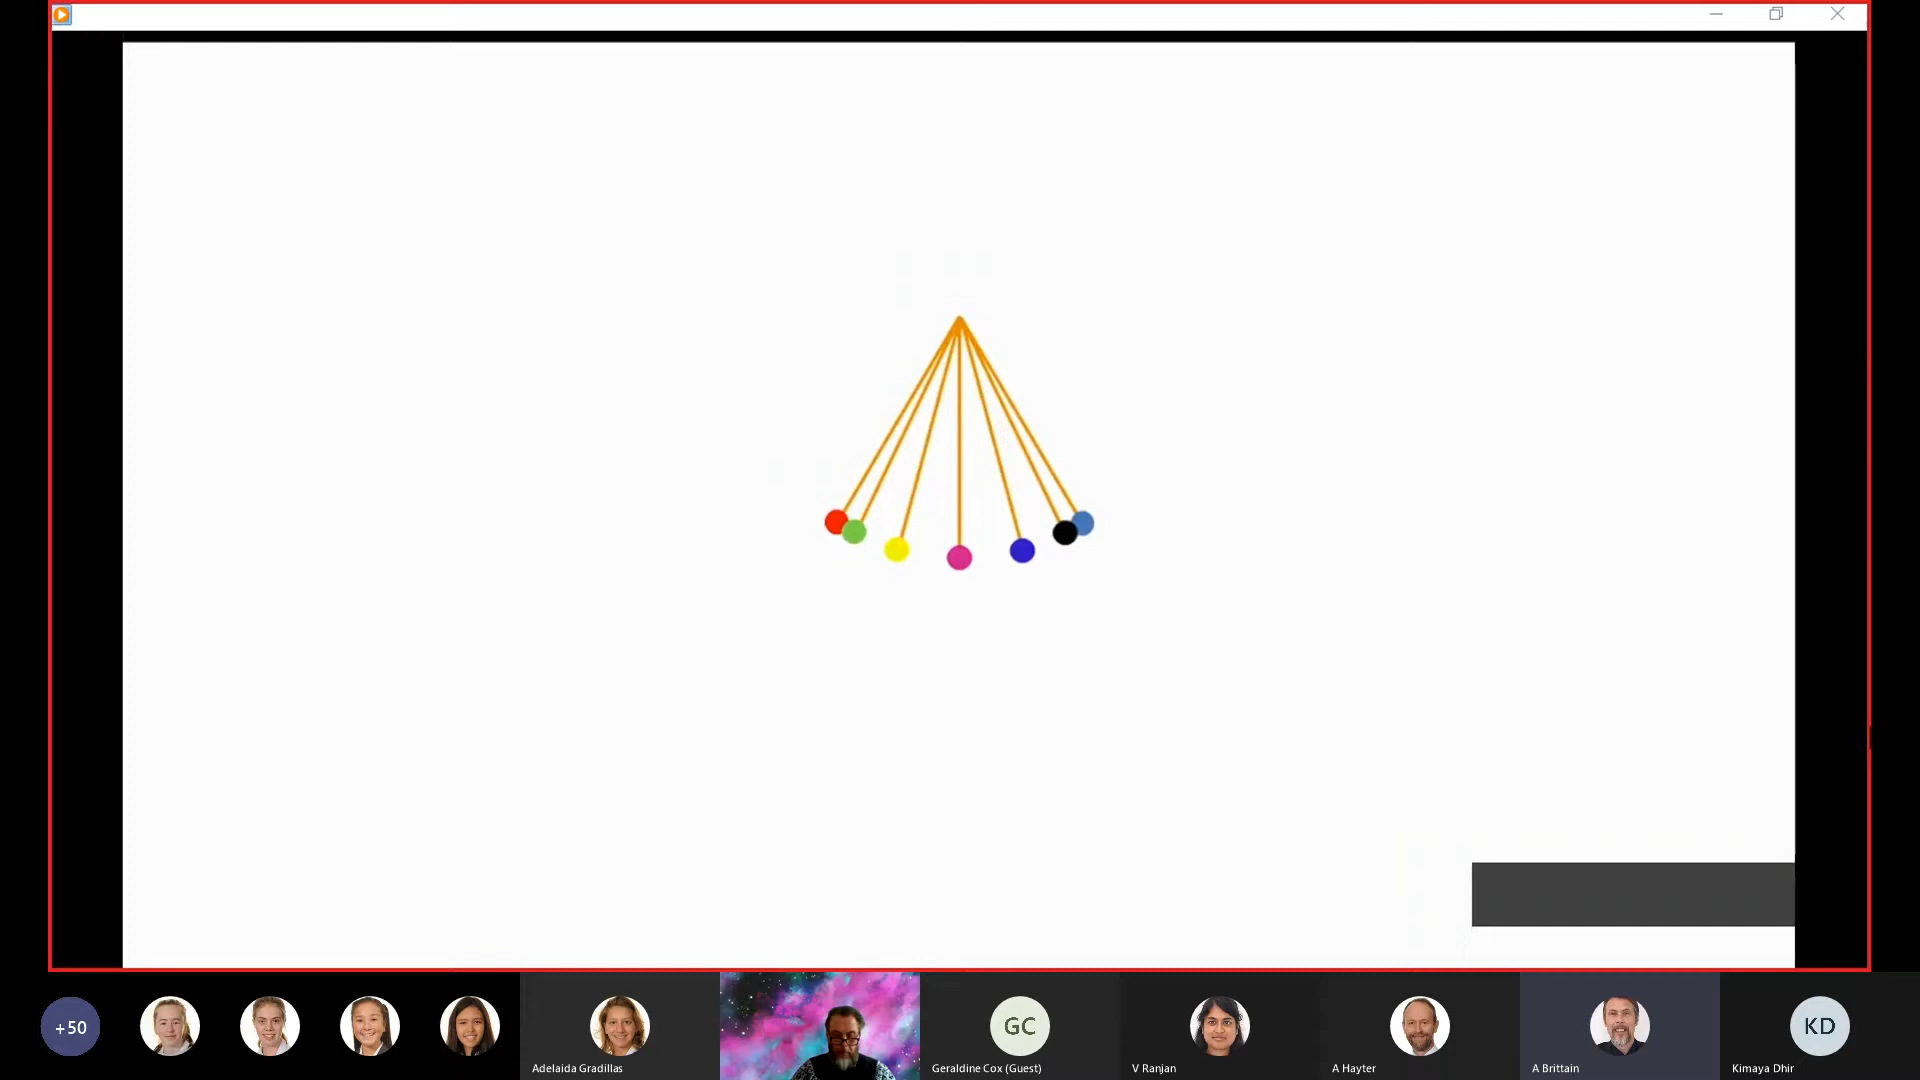 +50
Adelaida Gradillas
GC
Geraldine Cox (Guest)
V Ranjan
A Hayter
A Brittain
KD
Kimaya Dhir